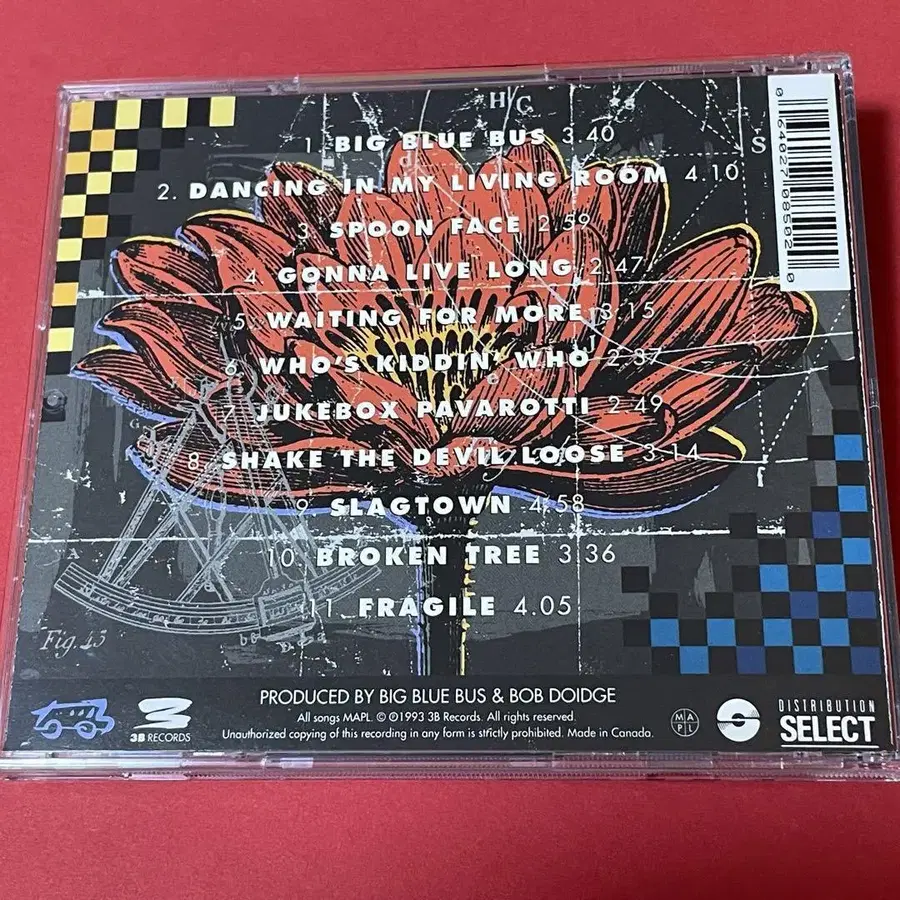 H C
S
1. BIG BLUE BUS 3.40
2. DANCING IN MY LIVING ROOM 4.10
3. SPOON FACE 2.59
4. GONNA LIVE LONG 2.47
5. WAITING FOR MORE 3.15
6. WHO'S KIDDIN' WHO 2.37
7. JUKEBOX PAVAROTTI 2.49
8. SHAKE THE DEVIL LOOSE 3.14
9. SLAGTOWN 4.58
10. BROKEN TREE 3.36
11. FRAGILE 4.05
0 64027 08502 0
A
Fig. 43
PRODUCED BY BIG BLUE BUS & BOB DOIDGE
All songs MAPL. © ℗1993 3B Records. All rights reserved.
Unauthorized copying of this recording in any form is strictly prohibited. Made in Canada.
3B RECORDS
M A
P L
DISTRIBUTION
SELECT